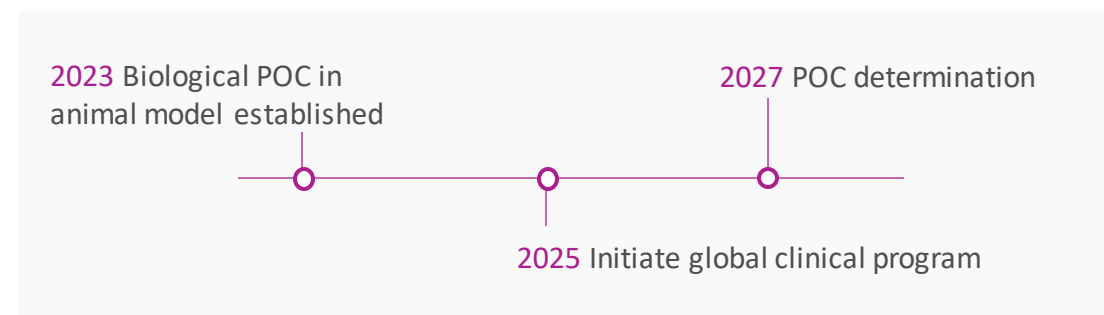 2023 Biological POC in
animal model established
2027 POC determination
2025 Initiate global clinical program